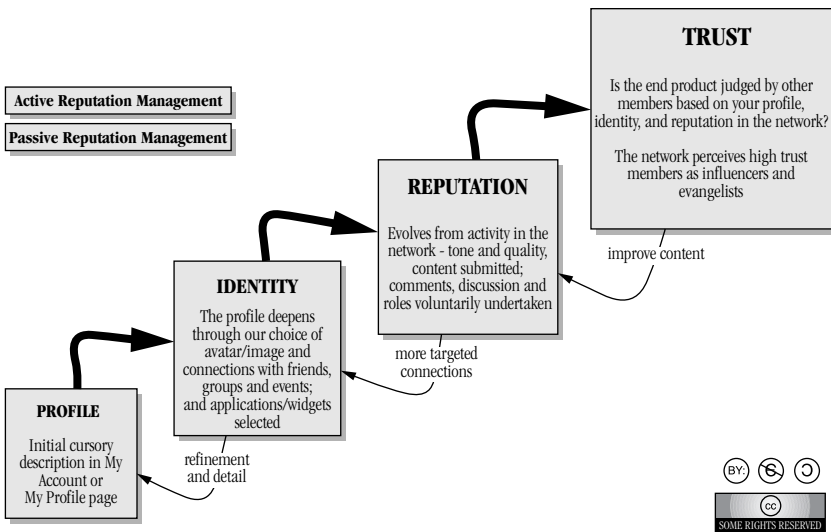 TRUST
Is the end product judged by other
members based on your profile,
identity, and reputation in the network?
The network perceives high trust
members as influencers and
evangelists
Active Reputation Management
Passive Reputation Management
REPUTATION
Evolves from activity in the
network - tone and quality,
content submitted;
comments, discussion and
roles voluntarily undertaken
improve content
IDENTITY
The profile deepens
through our choice of
avatar/image and
connections with friends,
groups and events;
and applications/widgets
selected
more targeted
connections
PROFILE
Initial cursory
description in My
Account or
My Profile page
refinement
and detail
BY:
cc
SOME RIGHTS RESERVED